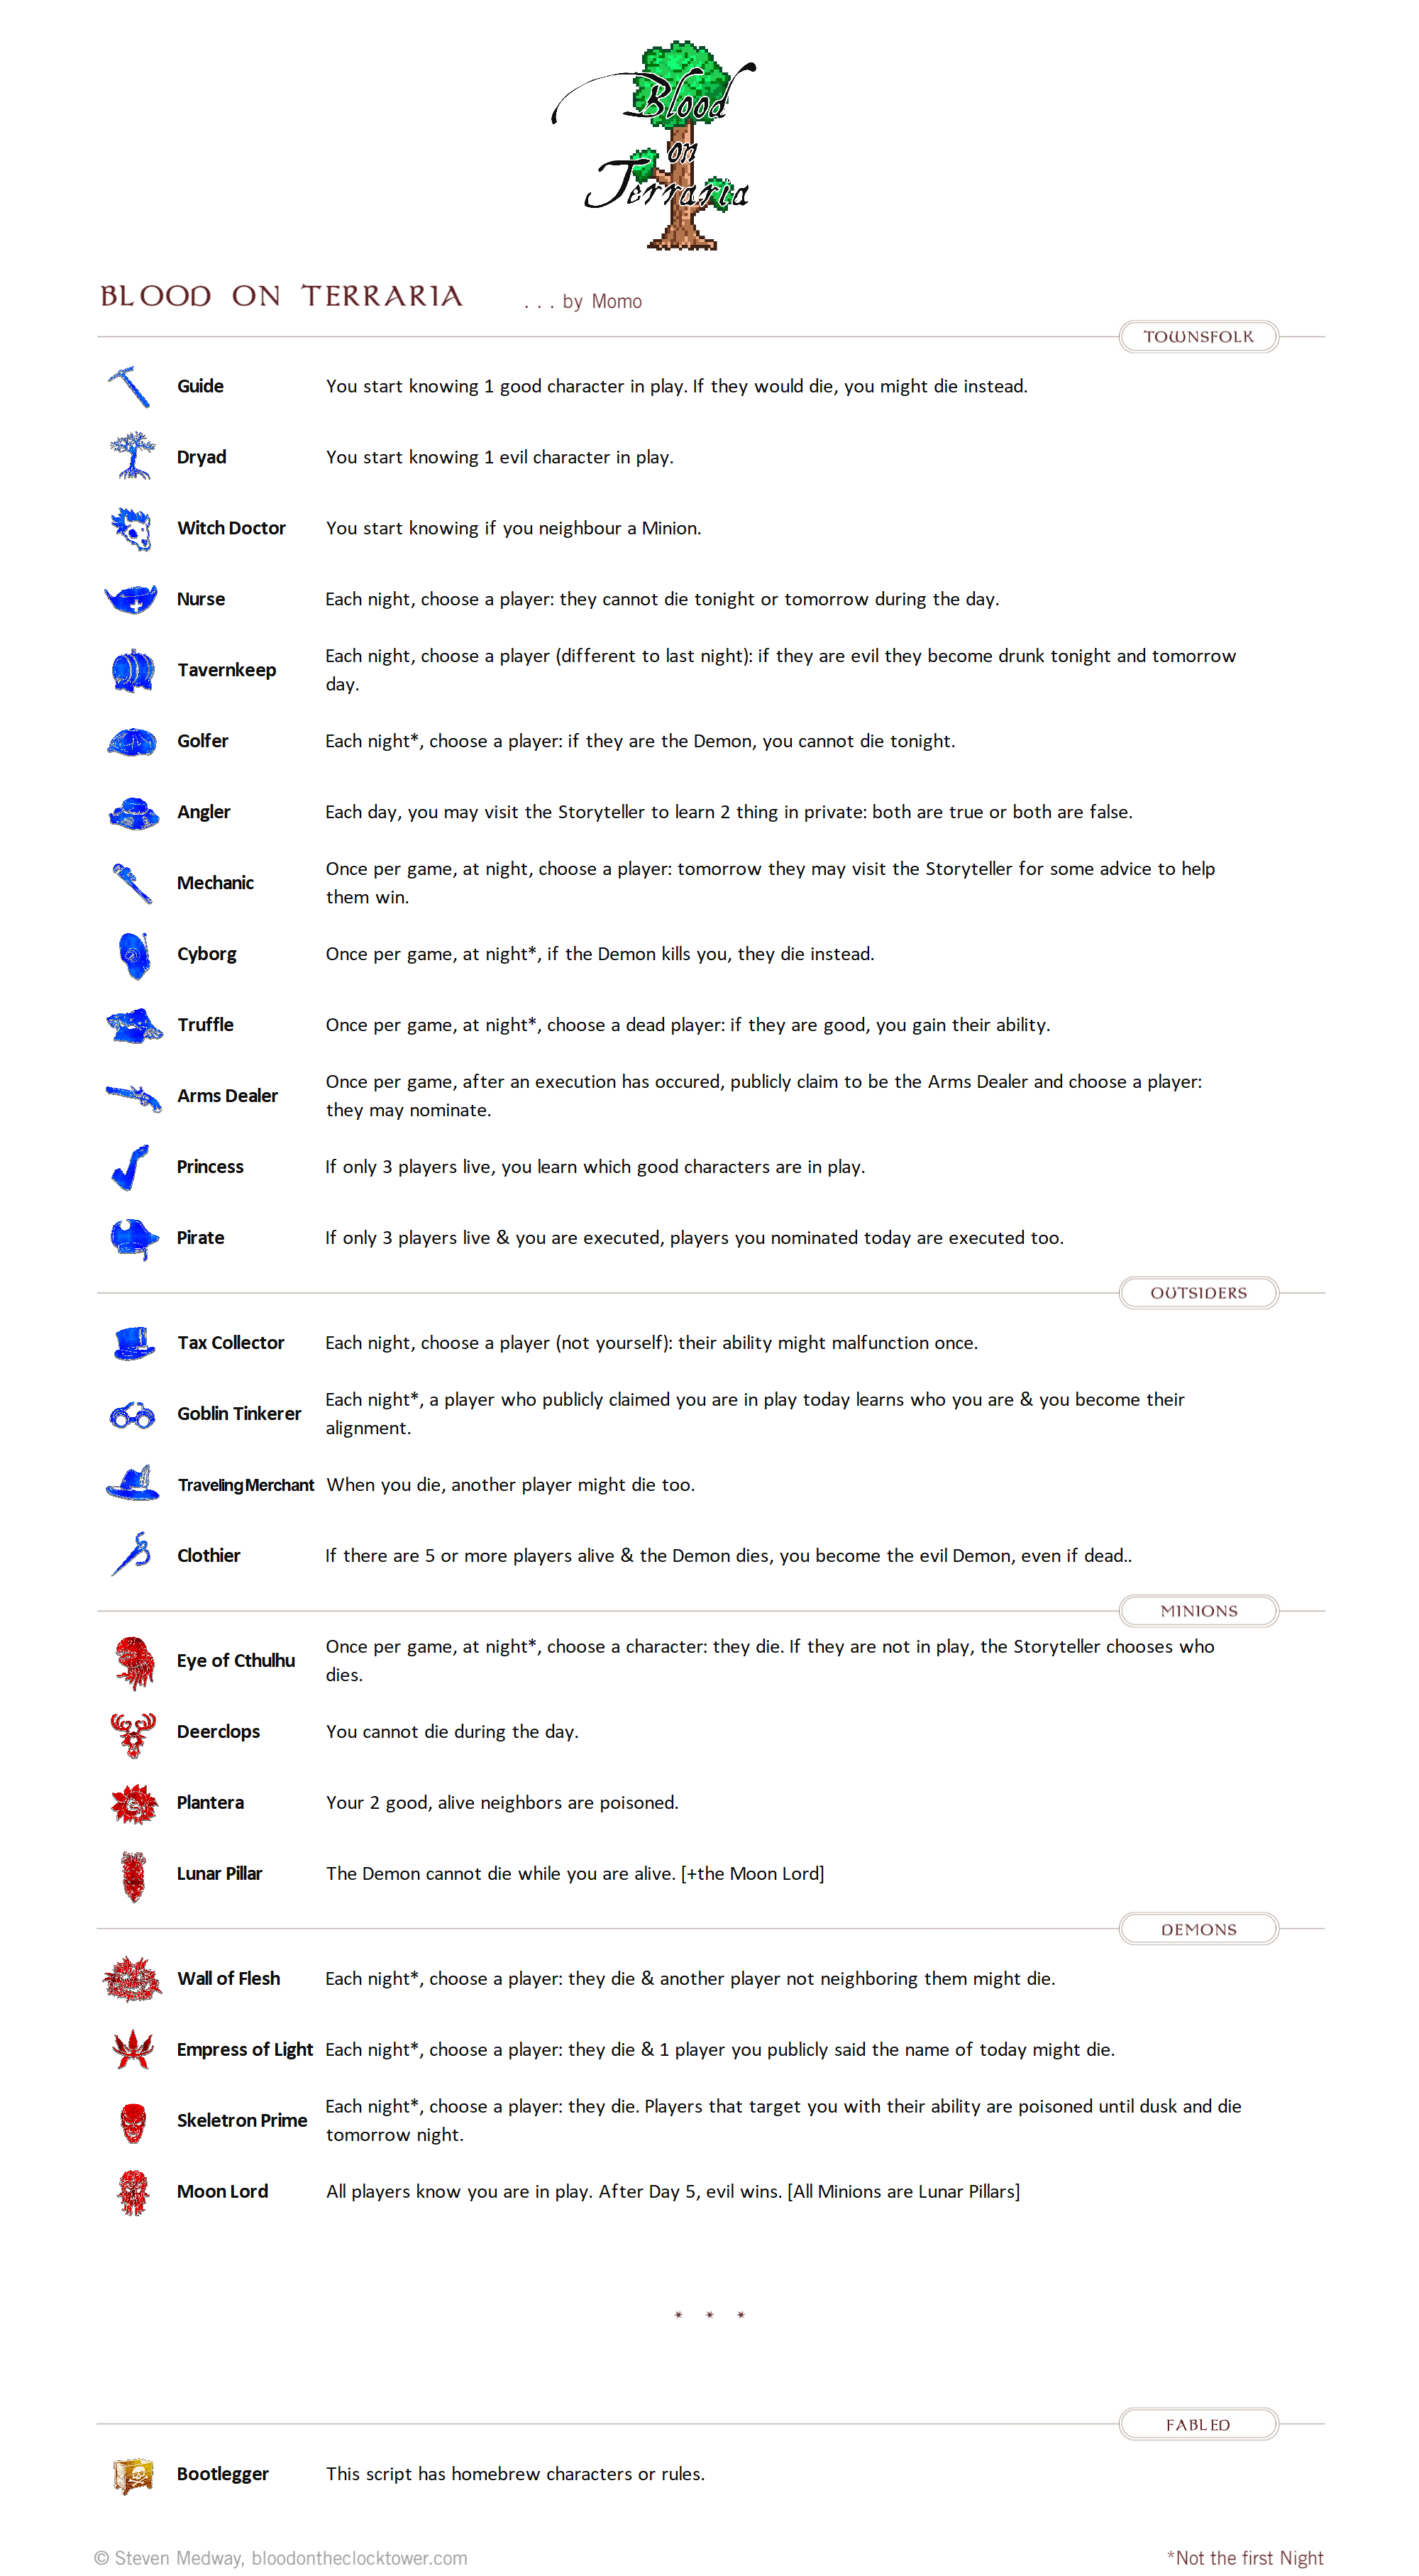 Blood
on
Terraria
BLOOD ON TERRARIA . . . by Momo
TOWNSFOLK
Guide You start knowing 1 good character in play. If they would die, you might die instead.
Dryad You start knowing 1 evil character in play.
Witch Doctor You start knowing if you neighbour a Minion.
Nurse Each night, choose a player: they cannot die tonight or tomorrow during the day.
Tavernkeep Each night, choose a player (different to last night): if they are evil they become drunk tonight and tomorrow
day.
Golfer Each night*, choose a player: if they are the Demon, you cannot die tonight.
Angler Each day, you may visit the Storyteller to learn 2 thing in private: both are true or both are false.
Mechanic Once per game, at night, choose a player: tomorrow they may visit the Storyteller for some advice to help
them win.
Cyborg Once per game, at night*, if the Demon kills you, they die instead.
Truffle Once per game, at night*, choose a dead player: if they are good, you gain their ability.
Arms Dealer Once per game, after an execution has occured, publicly claim to be the Arms Dealer and choose a player:
they may nominate.
Princess If only 3 players live, you learn which good characters are in play.
Pirate If only 3 players live & you are executed, players you nominated today are executed too.
OUTSIDERS
Tax Collector Each night, choose a player (not yourself): their ability might malfunction once.
Goblin Tinkerer Each night*, a player who publicly claimed you are in play today learns who you are & you become their
alignment.
Traveling Merchant When you die, another player might die too.
Clothier If there are 5 or more players alive & the Demon dies, you become the evil Demon, even if dead..
MINIONS
Eye of Cthulhu Once per game, at night*, choose a character: they die. If they are not in play, the Storyteller chooses who
dies.
Deerclops You cannot die during the day.
Plantera Your 2 good, alive neighbors are poisoned.
Lunar Pillar The Demon cannot die while you are alive. [+the Moon Lord]
DEMONS
Wall of Flesh Each night*, choose a player: they die & another player not neighboring them might die.
Empress of Light Each night*, choose a player: they die & 1 player you publicly said the name of today might die.
Skeletron Prime Each night*, choose a player: they die. Players that target you with their ability are poisoned until dusk and die
tomorrow night.
Moon Lord All players know you are in play. After Day 5, evil wins. [All Minions are Lunar Pillars]
* * *
FABLED
Bootlegger This script has homebrew characters or rules.
© Steven Medway, bloodontheclocktower.com *Not the first Night